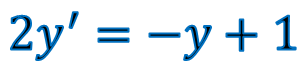 2y′ = −y + 1